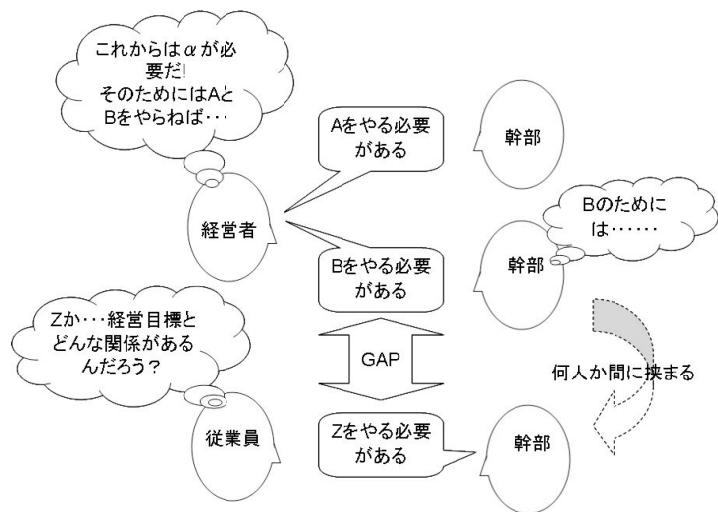 これからはαが必
要だ!
そのためにはAと
Bをやらねば・・・
Aをやる必要
がある
幹部
経営者
Bのために
は・・・・・・
Bをやる必要
がある
幹部
Zか・・・経営目標と
どんな関係がある
んだろう？
GAP
何人か間に挟まる
従業員
Zをやる必要
がある
幹部